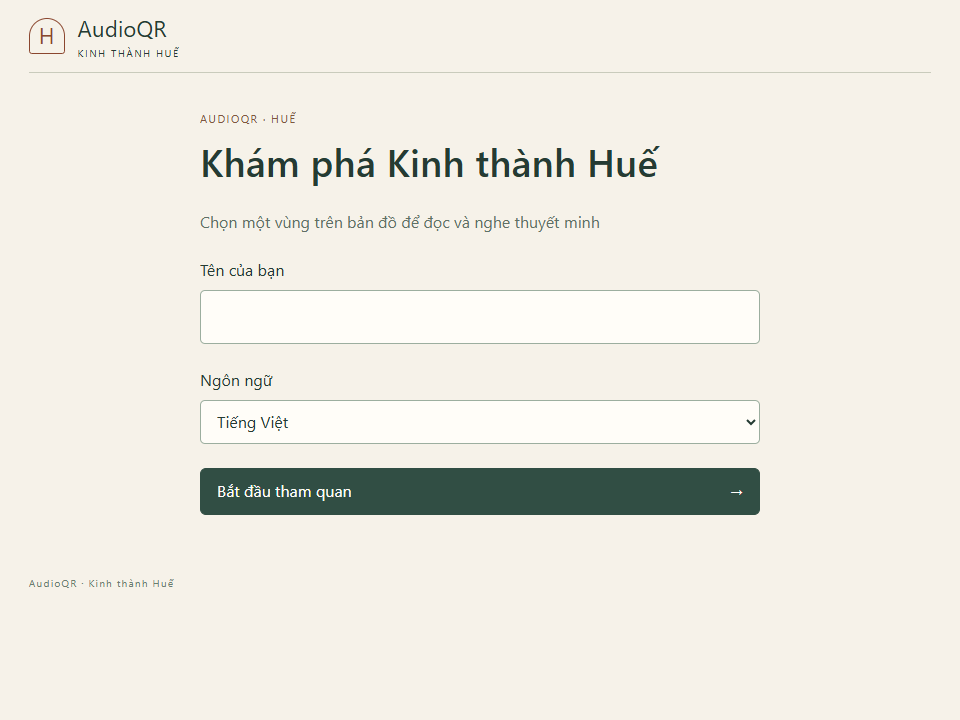 H
AudioQR
KINH THÀNH HUẾ
AUDIOQR · HUẾ
Khám phá Kinh thành Huế
Chọn một vùng trên bản đồ để đọc và nghe thuyết minh
Tên của bạn
Ngôn ngữ
Tiếng Việt
Bắt đầu tham quan →
AudioQR · Kinh thành Huế